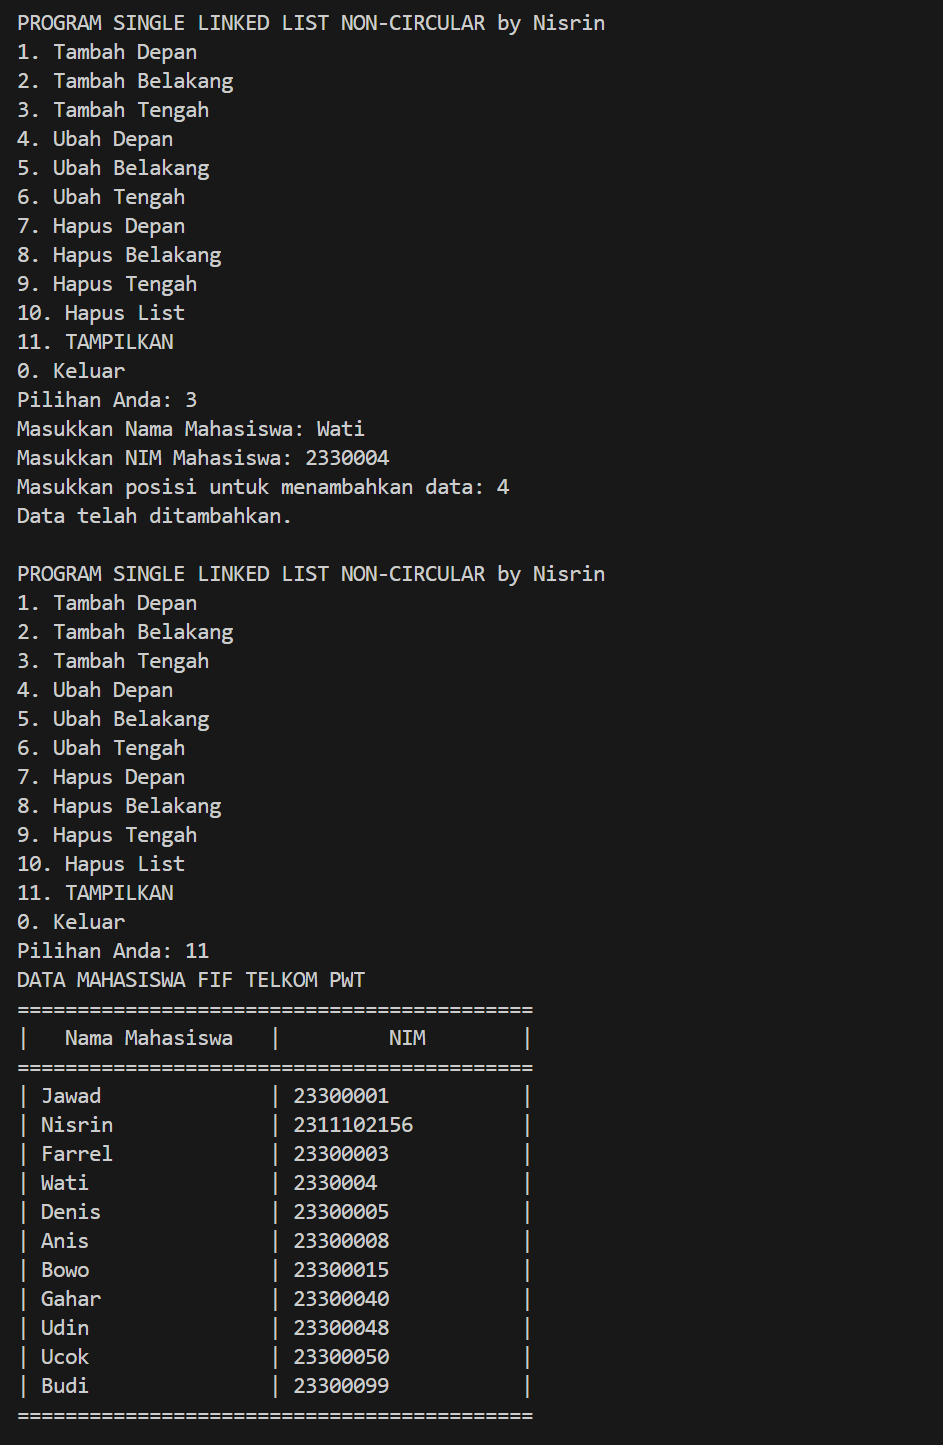 PROGRAM SINGLE LINKED LIST NON-CIRCULAR by Nisrin
1. Tambah Depan
2. Tambah Belakang
3. Tambah Tengah
4. Ubah Depan
5. Ubah Belakang
6. Ubah Tengah
7. Hapus Depan
8. Hapus Belakang
9. Hapus Tengah
10. Hapus List
11. TAMPILKAN
0. Keluar
Pilihan Anda: 3
Masukkan Nama Mahasiswa: Wati
Masukkan NIM Mahasiswa: 2330004
Masukkan posisi untuk menambahkan data: 4
Data telah ditambahkan.

PROGRAM SINGLE LINKED LIST NON-CIRCULAR by Nisrin
1. Tambah Depan
2. Tambah Belakang
3. Tambah Tengah
4. Ubah Depan
5. Ubah Belakang
6. Ubah Tengah
7. Hapus Depan
8. Hapus Belakang
9. Hapus Tengah
10. Hapus List
11. TAMPILKAN
0. Keluar
Pilihan Anda: 11
DATA MAHASISWA FIF TELKOM PWT
===========================================
|   Nama Mahasiswa   |         NIM        |
===========================================
| Jawad              | 23300001           |
| Nisrin             | 2311102156         |
| Farrel             | 23300003           |
| Wati               | 2330004            |
| Denis              | 23300005           |
| Anis               | 23300008           |
| Bowo               | 23300015           |
| Gahar              | 23300040           |
| Udin               | 23300048           |
| Ucok               | 23300050           |
| Budi               | 23300099           |
===========================================